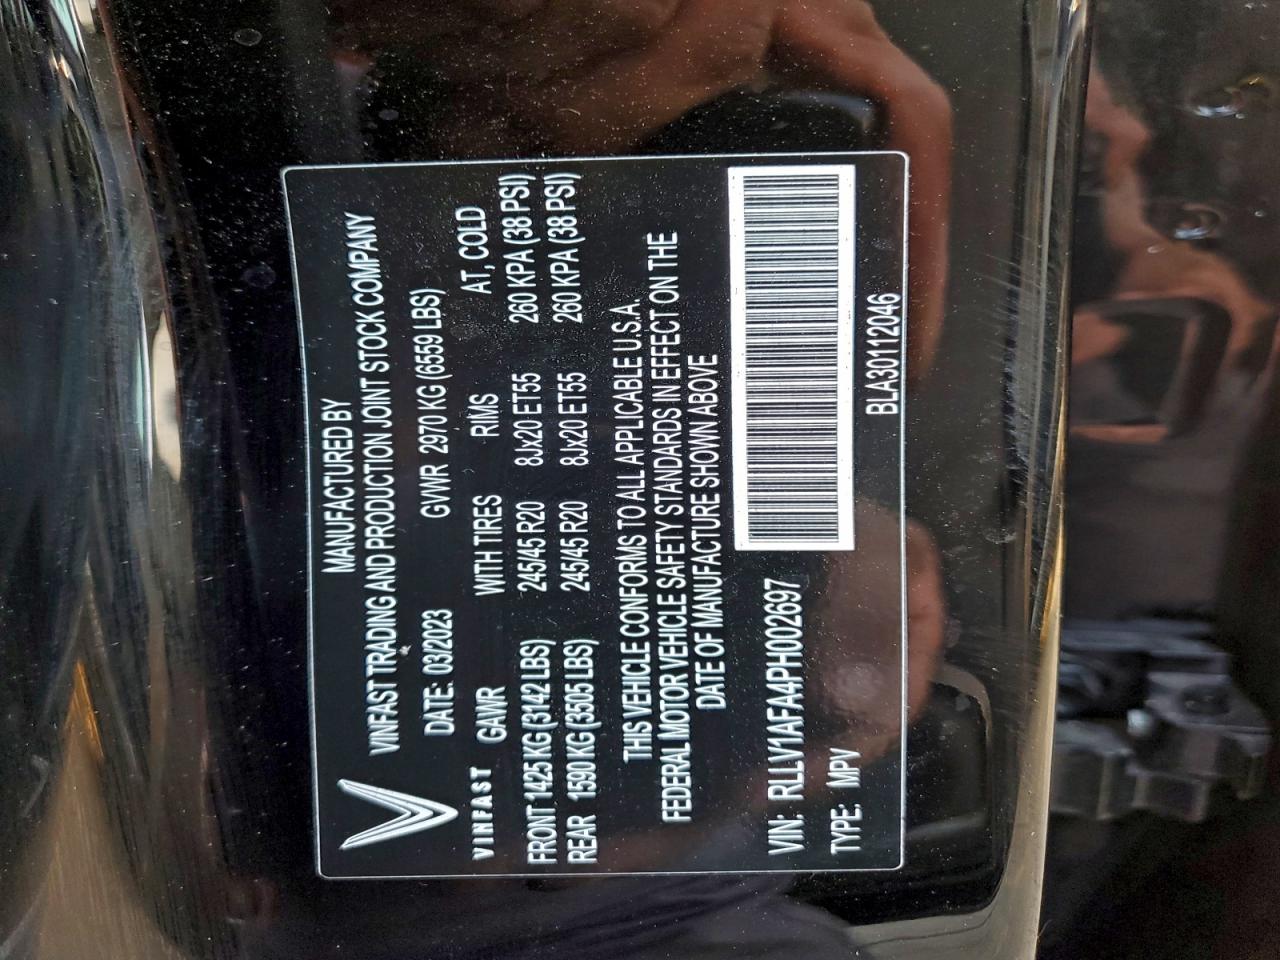 MANUFACTURED BY
VINFAST TRADING AND PRODUCTION JOINT STOCK COMPANY
DATE: 03/2023 GVWR 2970 KG (6559 LBS)
VINFAST GAWR WITH TIRES RIMS AT, COLD
FRONT 1425 KG (3142 LBS) 245/45 R20 8Jx20 ET55 260 KPA (38 PSI)
REAR 1590 KG (3505 LBS) 245/45 R20 8Jx20 ET55 260 KPA (38 PSI)
THIS VEHICLE CONFORMS TO ALL APPLICABLE U.S.A.
FEDERAL MOTOR VEHICLE SAFETY STANDARDS IN EFFECT ON THE
DATE OF MANUFACTURE SHOWN ABOVE
VIN: RLLV1AFA4PH002697
TYPE: MPV
BLA30112046